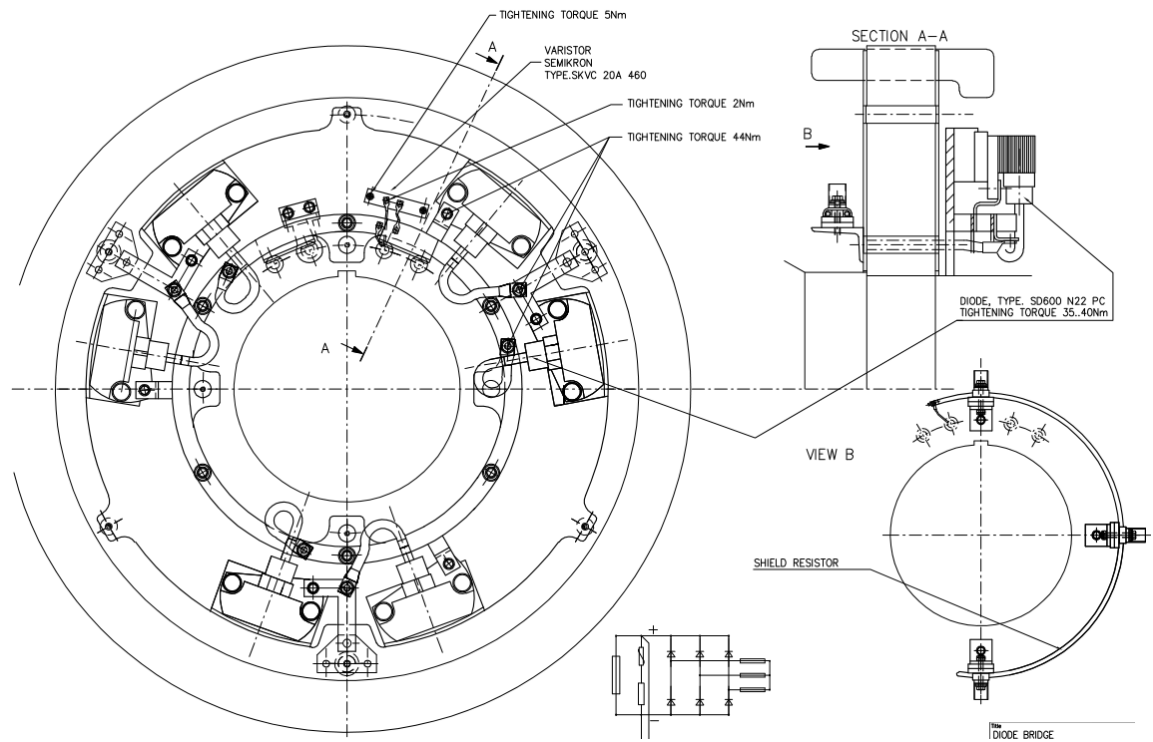 TIGHTENING TORQUE 5Nm
A
VARISTOR
SEMIKRON
TYPE.SKVC 20A 460
TIGHTENING TORQUE 2Nm
TIGHTENING TORQUE 44Nm
A
SECTION A-A
B
DIODE, TYPE. SD600 N22 PC
TIGHTENING TORQUE 35..40Nm
VIEW B
SHIELD RESISTOR
+
−
Title
DIODE BRIDGE